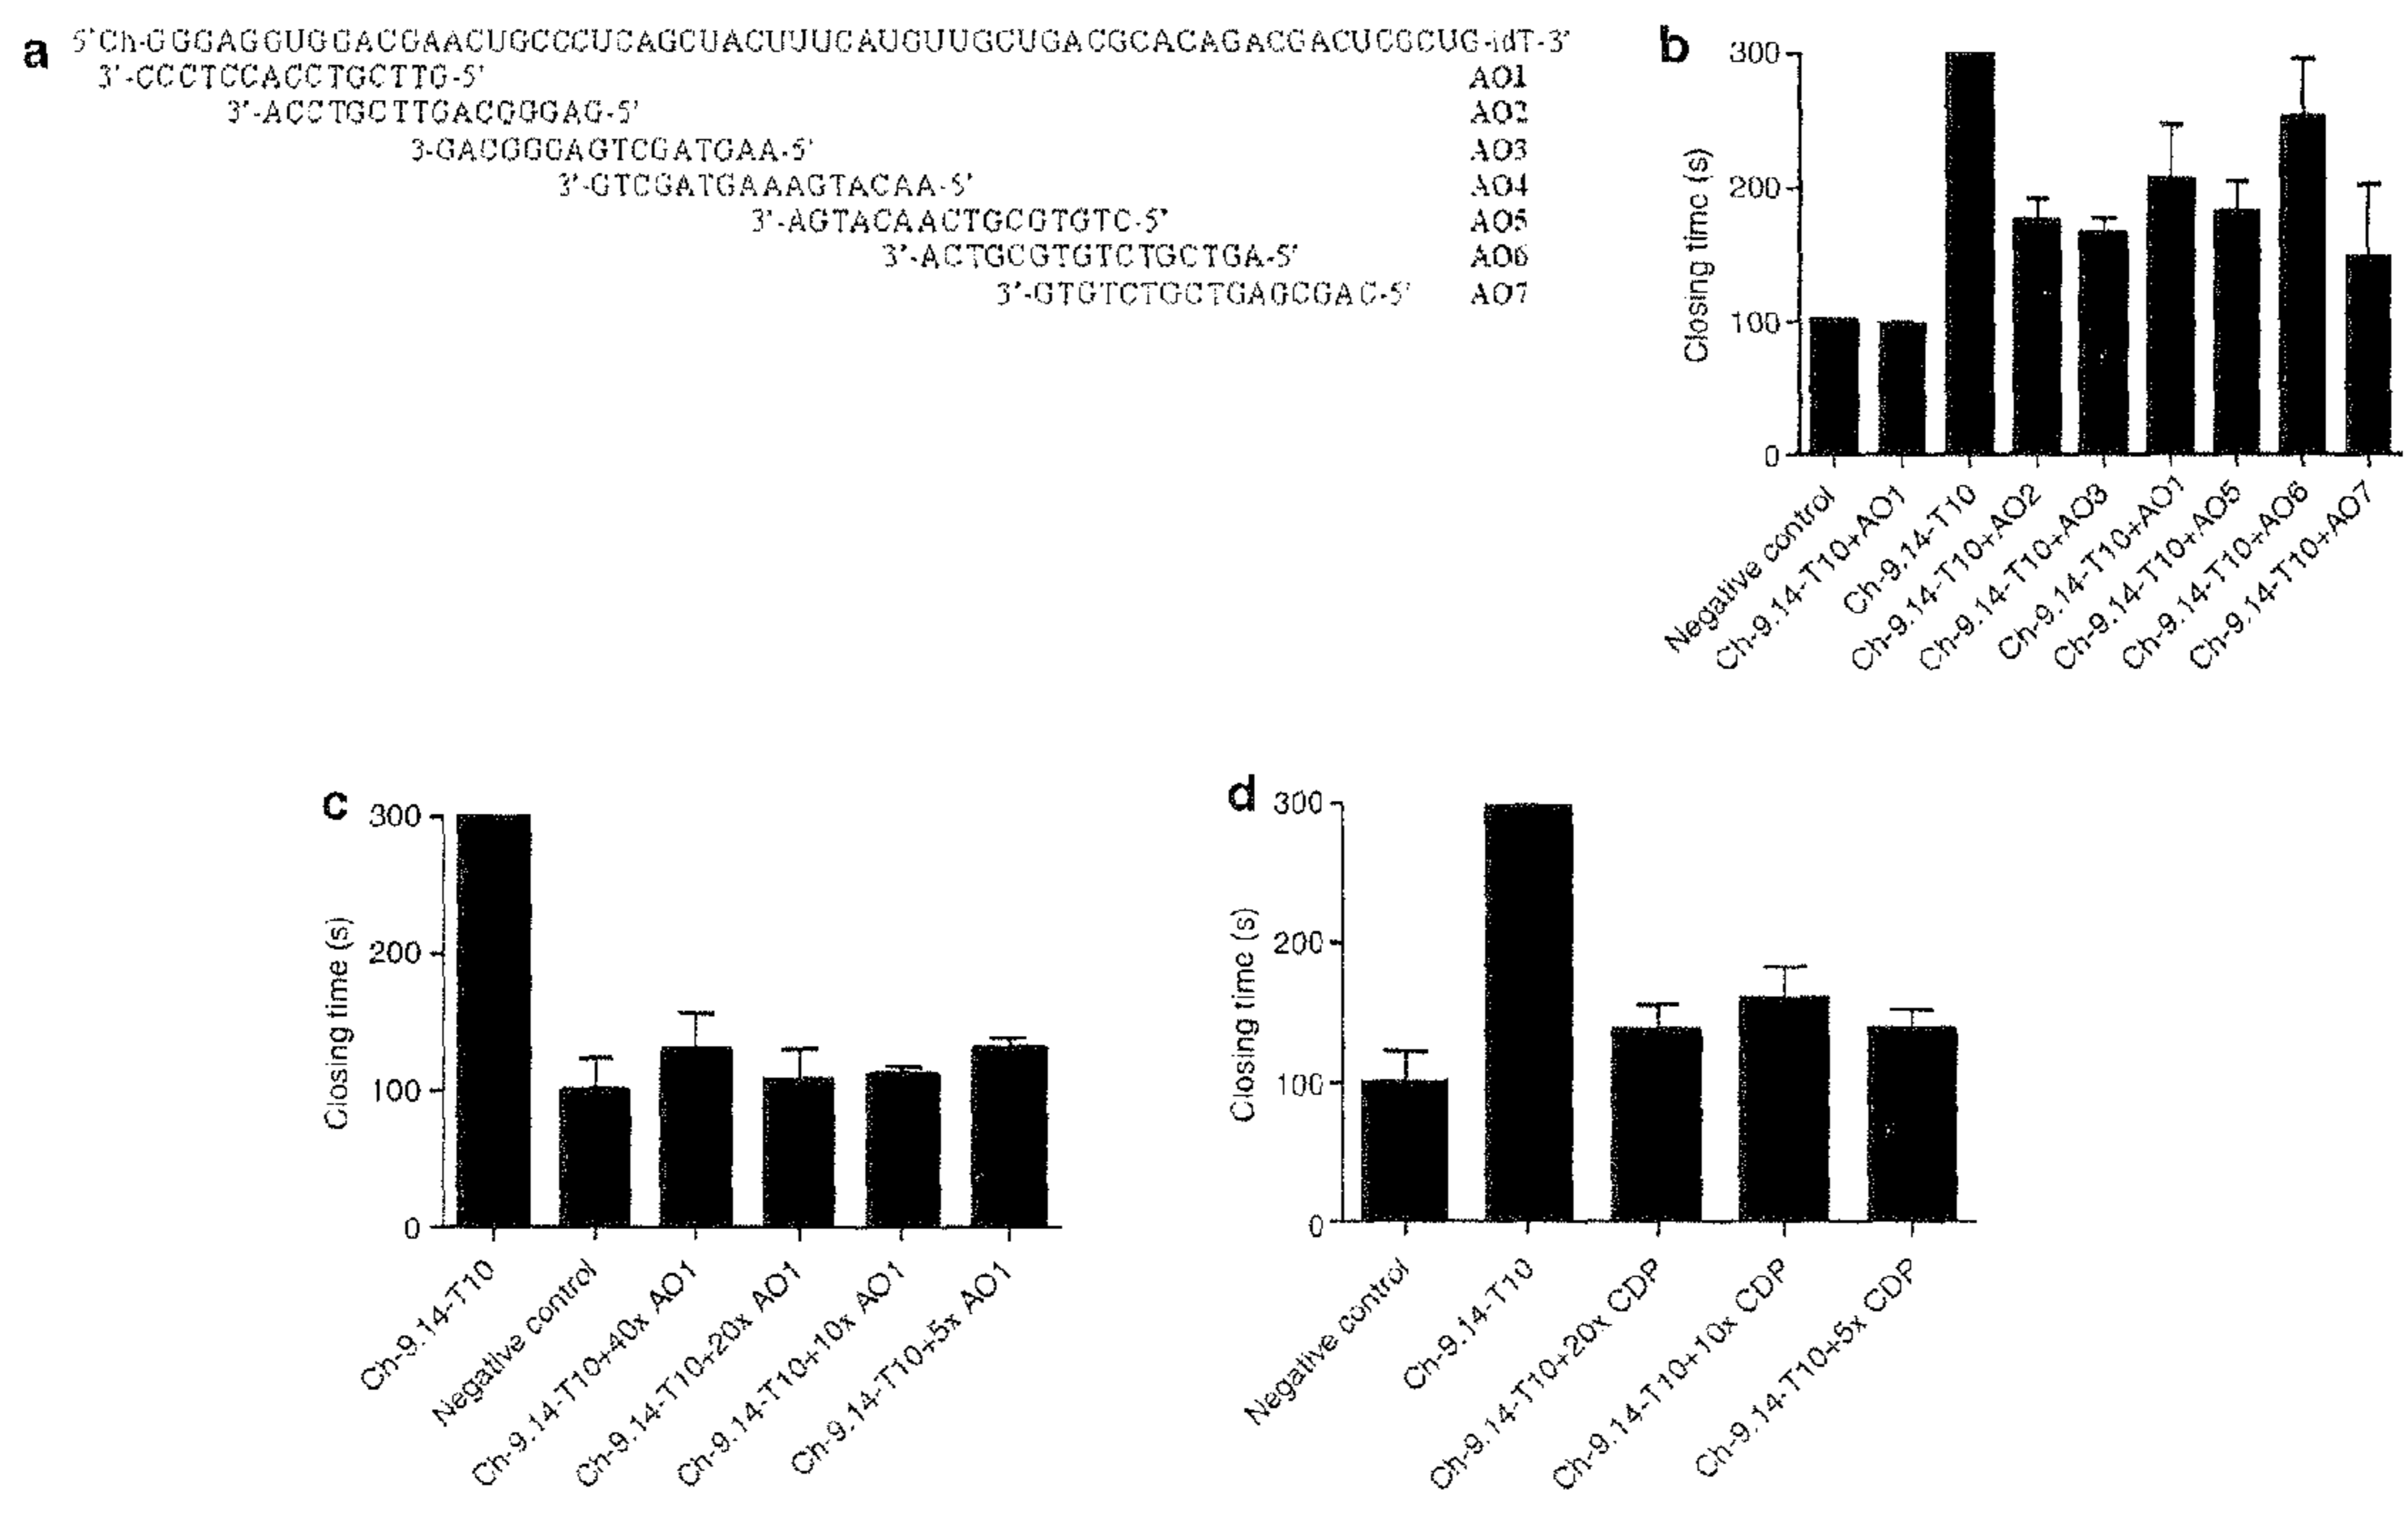 a
5'Ch-GGGAGGUGGACGAACUGCCCUCAGCUACUUUCAUGUUGCUGACGCACAGACGACUCGCUG-idT-3'
3'-CCCTCCACCTGCTTG-5' AO1
3'-ACCTGCTTGACGGGAG-5' AO2
3-GACGGGAGTCGATGAA-5' AO3
3'-GTCGATGAAAGTACAA-5' AO4
3'-AGTACAACTGCGTGTC-5' AO5
3'-ACTGCGTGTCTGCTGA-5' AO6
3'-GTGTCTGCTGAGCGAC-5' AO7
b
Closing time (s)
300
200
100
0
Negative control
Ch-9.14-T10+AO1
Ch-9.14-T10
Ch-9.14-T10+AO2
Ch-9.14-T10+AO3
Ch-9.14-T10+AO1
Ch-9.14-T10+AO5
Ch-9.14-T10+AO6
Ch-9.14-T10+AO7
c
Closing time (s)
300
200
100
0
Ch-9.14-T10
Negative control
Ch-9.14-T10+40x AO1
Ch-9.14-T10+20x AO1
Ch-9.14-T10+10x AO1
Ch-9.14-T10+5x AO1
d
Closing time (s)
300
200
100
0
Negative control
Ch-9.14-T10
Ch-9.14-T10+20x CDP
Ch-9.14-T10+10x CDP
Ch-9.14-T10+5x CDP